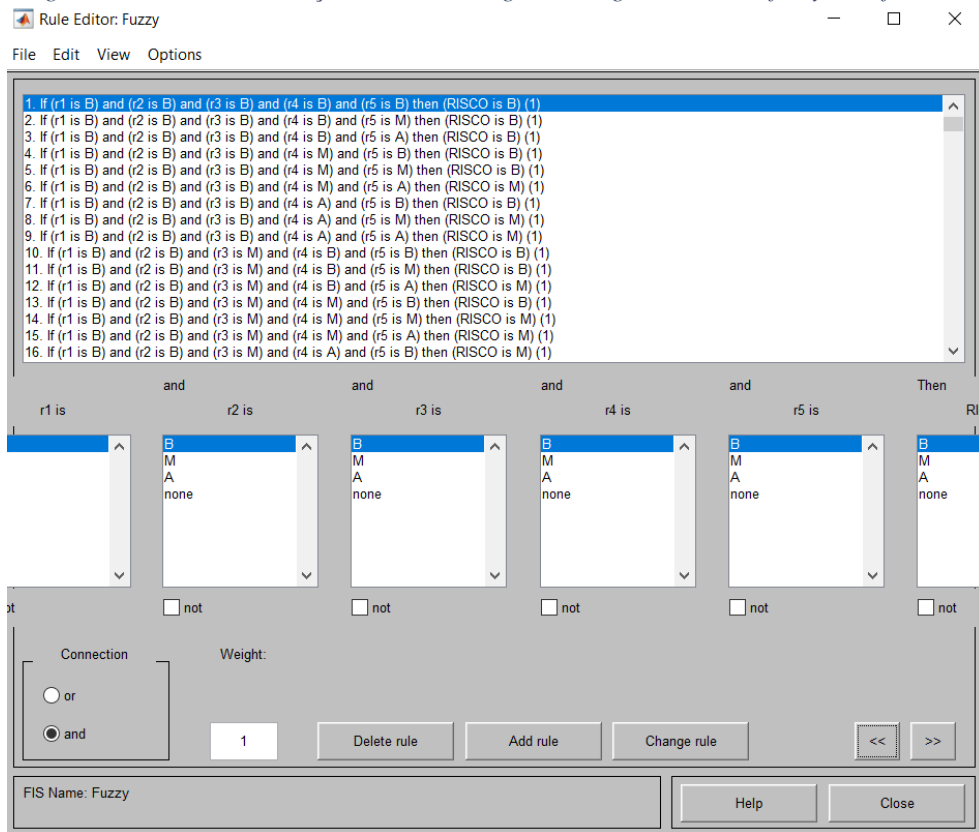 Rule Editor: Fuzzy
File Edit View Options
1. If (r1 is B) and (r2 is B) and (r3 is B) and (r4 is B) and (r5 is B) then (RISCO is B) (1)
2. If (r1 is B) and (r2 is B) and (r3 is B) and (r4 is B) and (r5 is M) then (RISCO is B) (1)
3. If (r1 is B) and (r2 is B) and (r3 is B) and (r4 is B) and (r5 is A) then (RISCO is B) (1)
4. If (r1 is B) and (r2 is B) and (r3 is B) and (r4 is M) and (r5 is B) then (RISCO is B) (1)
5. If (r1 is B) and (r2 is B) and (r3 is B) and (r4 is M) and (r5 is M) then (RISCO is B) (1)
6. If (r1 is B) and (r2 is B) and (r3 is B) and (r4 is M) and (r5 is A) then (RISCO is M) (1)
7. If (r1 is B) and (r2 is B) and (r3 is B) and (r4 is A) and (r5 is B) then (RISCO is B) (1)
8. If (r1 is B) and (r2 is B) and (r3 is B) and (r4 is A) and (r5 is M) then (RISCO is M) (1)
9. If (r1 is B) and (r2 is B) and (r3 is B) and (r4 is A) and (r5 is A) then (RISCO is M) (1)
10. If (r1 is B) and (r2 is B) and (r3 is M) and (r4 is B) and (r5 is B) then (RISCO is B) (1)
11. If (r1 is B) and (r2 is B) and (r3 is M) and (r4 is B) and (r5 is M) then (RISCO is B) (1)
12. If (r1 is B) and (r2 is B) and (r3 is M) and (r4 is B) and (r5 is A) then (RISCO is M) (1)
13. If (r1 is B) and (r2 is B) and (r3 is M) and (r4 is M) and (r5 is B) then (RISCO is B) (1)
14. If (r1 is B) and (r2 is B) and (r3 is M) and (r4 is M) and (r5 is M) then (RISCO is M) (1)
15. If (r1 is B) and (r2 is B) and (r3 is M) and (r4 is M) and (r5 is A) then (RISCO is M) (1)
16. If (r1 is B) and (r2 is B) and (r3 is M) and (r4 is A) and (r5 is B) then (RISCO is M) (1)
and and and and Then
r1 is r2 is r3 is r4 is r5 is RI
B B B B B
M M M M M
A A A A A
none none none none none
ot not not not not not
Connection Weight:
or
and 1 Delete rule Add rule Change rule << >>
FIS Name: Fuzzy Help Close